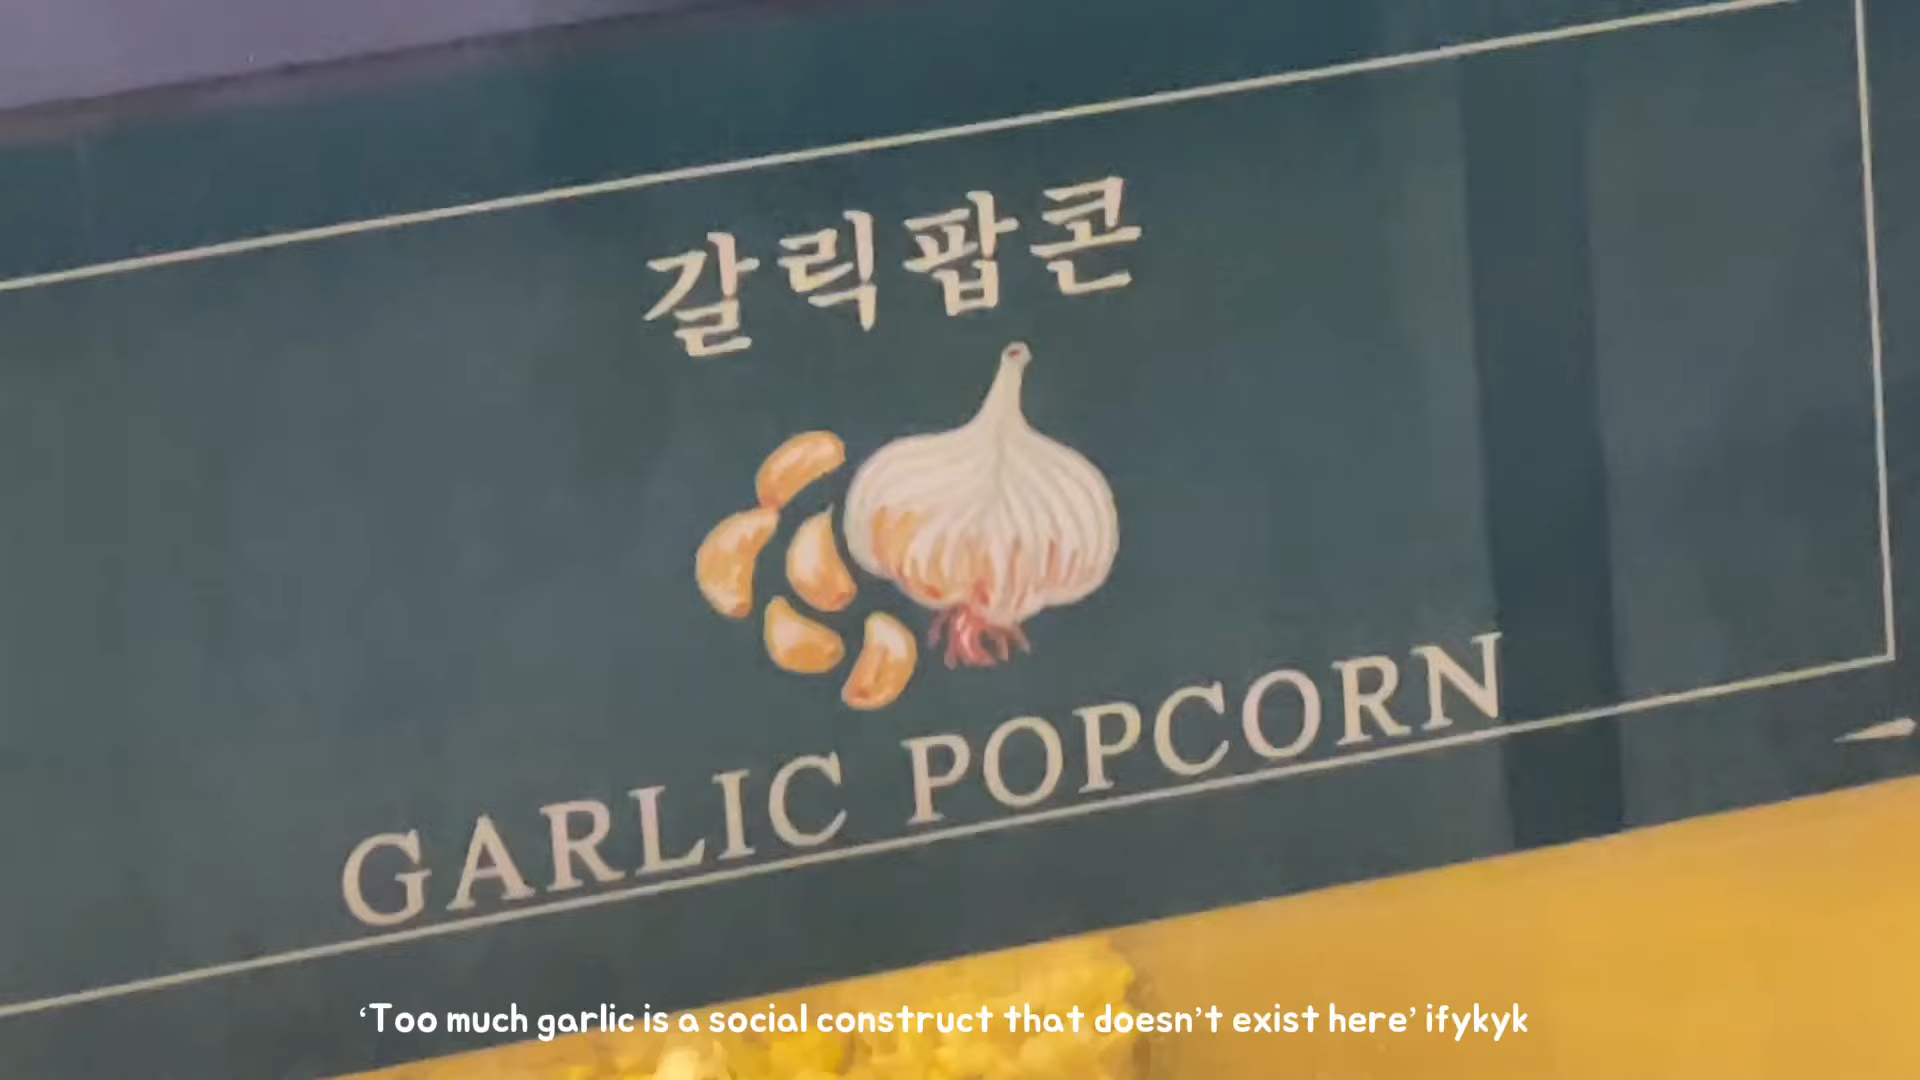 갈릭팝콘
GARLIC POPCORN
‘Too much garlic is a social construct that doesn’t exist here’ ifykyk